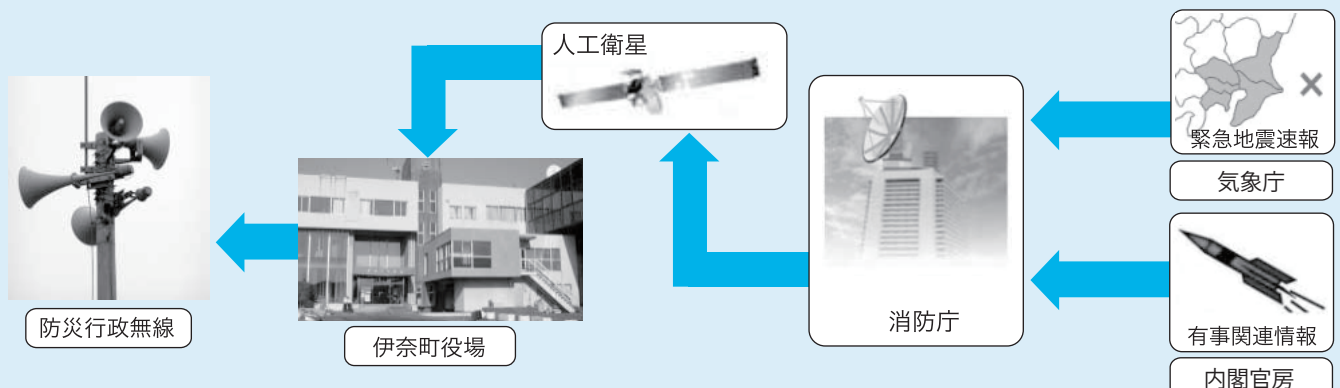 人工衛星
緊急地震速報
気象庁
防災行政無線
伊奈町役場
消防庁
有事関連情報
内閣官房